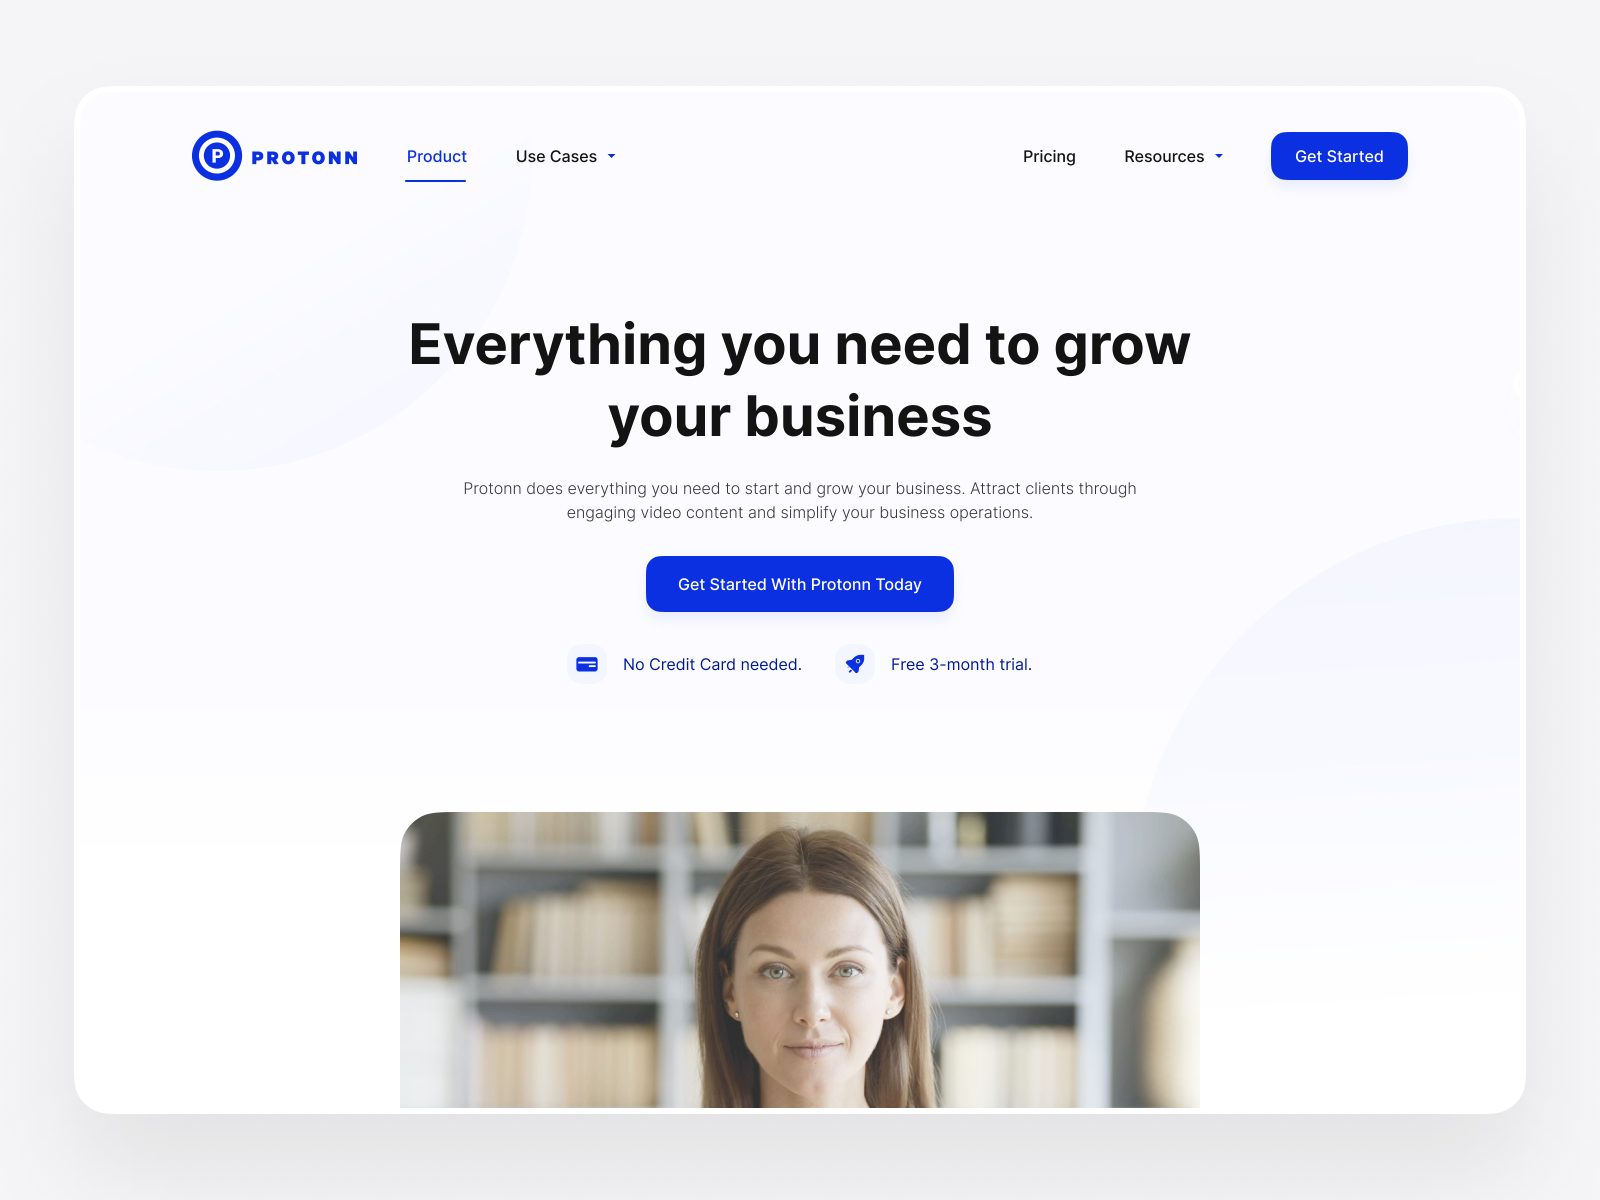 P PROTONN Product Use Cases Pricing Resources Get Started
Everything you need to grow
your business
Protonn does everything you need to start and grow your business. Attract clients through
engaging video content and simplify your business operations.
Get Started With Protonn Today
No Credit Card needed. Free 3-month trial.